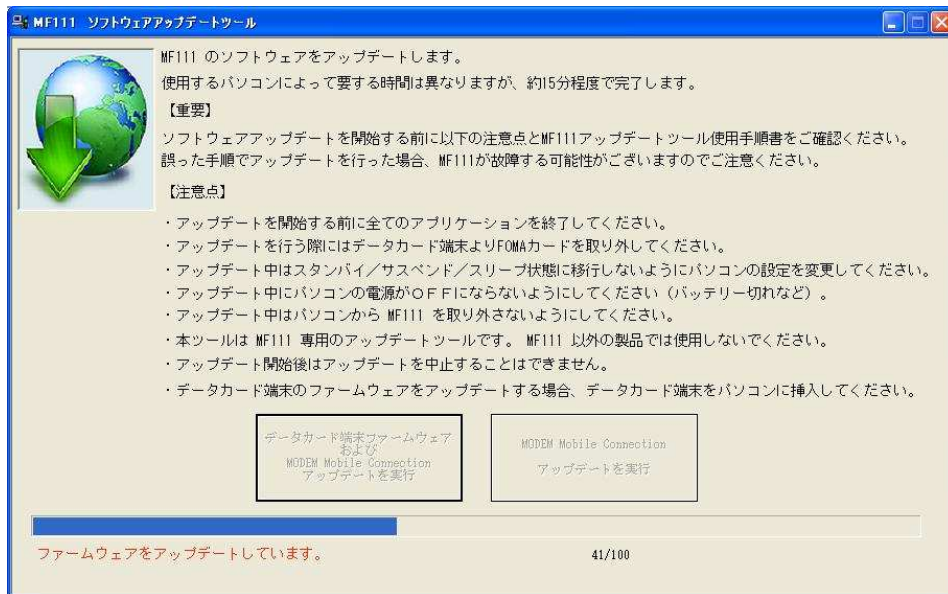 MF111 ソフトウェアアップデートツール
MF111 のソフトウェアをアップデートします。
使用するパソコンによって要する時間は異なりますが、約15分程度で完了します。
【重要】
ソフトウェアアップデートを開始する前に以下の注意点とMF111アップデートツール使用手順書をご確認ください。
誤った手順でアップデートを行った場合、MF111が故障する可能性がございますのでご注意ください。
【注意点】
・アップデートを開始する前に全てのアプリケーションを終了してください。
・アップデートを行う際にはデータカード端末よりFOMAカードを取り外してください。
・アップデート中はスタンバイ／サスペンド／スリープ状態に移行しないようにパソコンの設定を変更してください。
・アップデート中にパソコンの電源がＯＦＦにならないようにしてください（バッテリー切れなど）。
・アップデート中はパソコンから MF111 を取り外さないようにしてください。
・本ツールは MF111 専用のアップデートツールです。 MF111 以外の製品では使用しないでください。
・アップデート開始後はアップデートを中止することはできません。
・データカード端末のファームウェアをアップデートする場合、データカード端末をパソコンに挿入してください。
データカード端末ファームウェア
および
MODEM Mobile Connection
アップデートを実行
MODEM Mobile Connection
アップデートを実行
ファームウェアをアップデートしています。
41/100